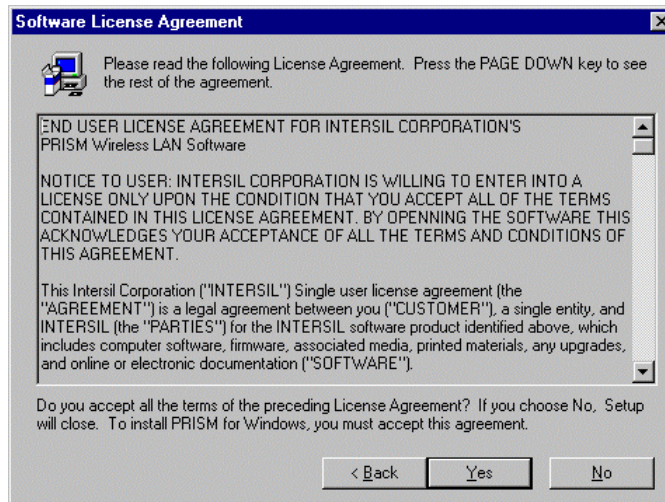 Software License Agreement
Please read the following License Agreement. Press the PAGE DOWN key to see
the rest of the agreement.
END USER LICENSE AGREEMENT FOR INTERSIL CORPORATION'S
PRISM Wireless LAN Software
NOTICE TO USER: INTERSIL CORPORATION IS WILLING TO ENTER INTO A
LICENSE ONLY UPON THE CONDITION THAT YOU ACCEPT ALL OF THE TERMS
CONTAINED IN THIS LICENSE AGREEMENT. BY OPENNING THE SOFTWARE THIS
ACKNOWLEDGES YOUR ACCEPTANCE OF ALL THE TERMS AND CONDITIONS OF
THIS AGREEMENT.
This Intersil Corporation ("INTERSIL") Single user license agreement (the
"AGREEMENT") is a legal agreement between you ("CUSTOMER"), a single entity, and
INTERSIL (the "PARTIES") for the INTERSIL software product identified above, which
includes computer software, firmware, associated media, printed materials, any upgrades,
and online or electronic documentation ("SOFTWARE").
Do you accept all the terms of the preceding License Agreement? If you choose No, Setup
will close. To install PRISM for Windows, you must accept this agreement.
< Back Yes No